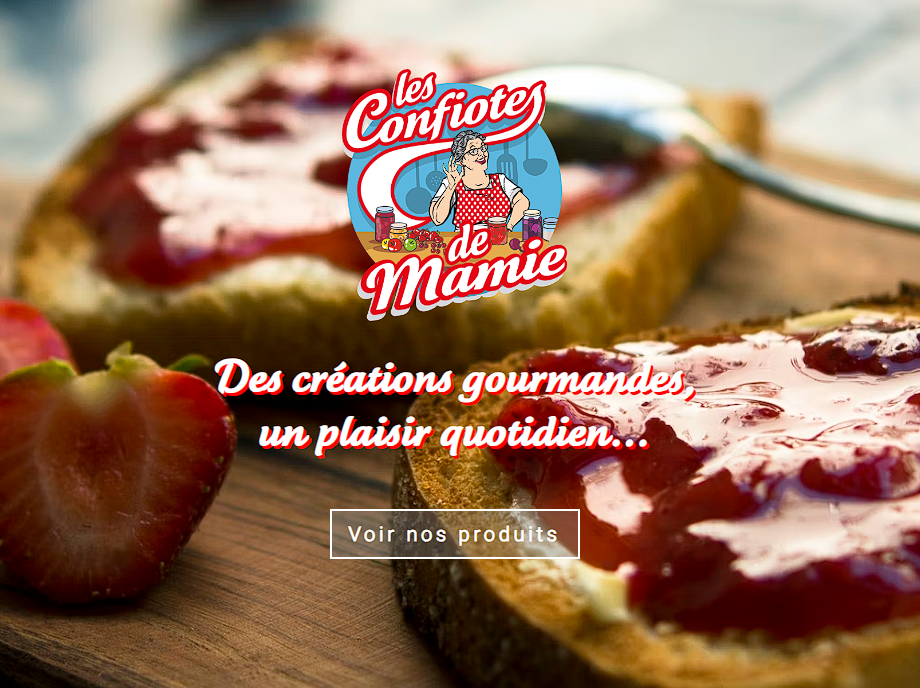 les
Confiotes
de
Mamie
Des créations gourmandes,
un plaisir quotidien...
Voir nos produits